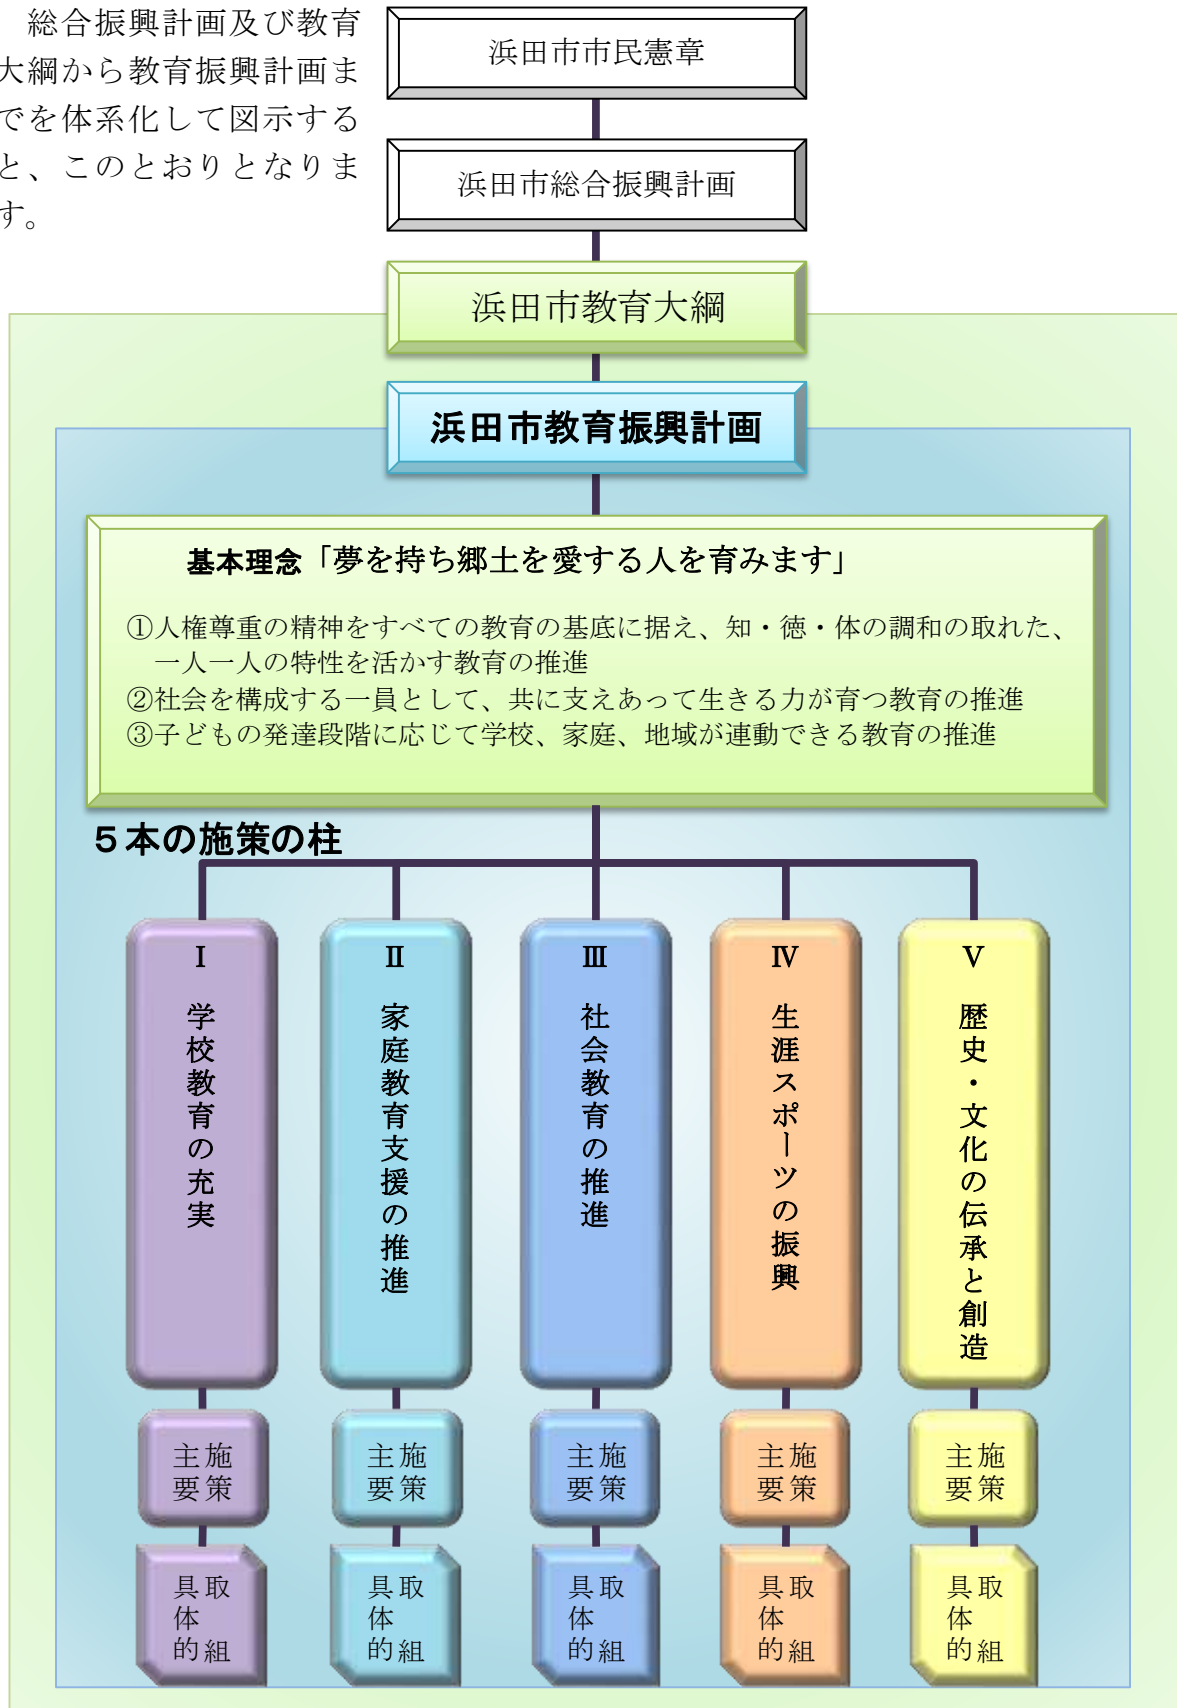 総合振興計画及び教育
大綱から教育振興計画ま
でを体系化して図示する
と、このとおりとなりま
す。
浜田市市民憲章
浜田市総合振興計画
浜田市教育大綱
浜田市教育振興計画
基本理念「夢を持ち郷土を愛する人を育みます」
①人権尊重の精神をすべての教育の基底に据え、知・徳・体の調和の取れた、
一人一人の特性を活かす教育の推進
②社会を構成する一員として、共に支えあって生きる力が育つ教育の推進
③子どもの発達段階に応じて学校、家庭、地域が連動できる教育の推進
５本の施策の柱
Ⅰ　学校教育の充実
Ⅱ　家庭教育支援の推進
Ⅲ　社会教育の推進
Ⅳ　生涯スポーツの振興
Ⅴ　歴史・文化の伝承と創造
主要
施策
主要
施策
主要
施策
主要
施策
主要
施策
具体的
取組
具体的
取組
具体的
取組
具体的
取組
具体的
取組